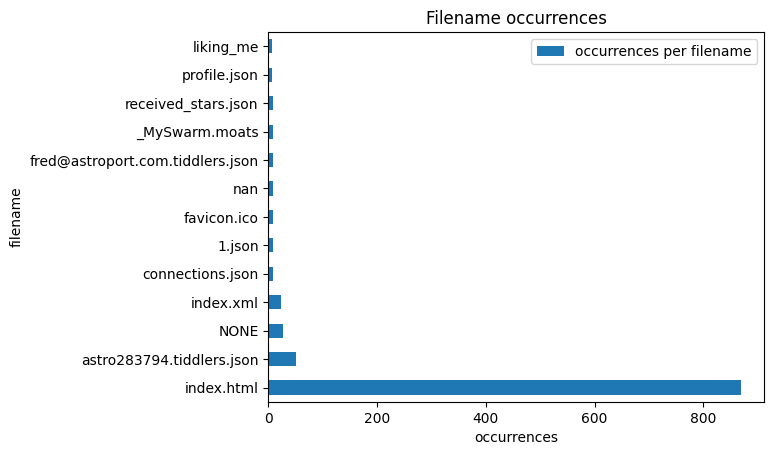 Filename occurrences
occurrences per filename
filename
liking_me
profile.json
received_stars.json
_MySwarm.moats
fred@astroport.com.tiddlers.json
nan
favicon.ico
1.json
connections.json
index.xml
NONE
astro283794.tiddlers.json
index.html
0 200 400 600 800
occurrences